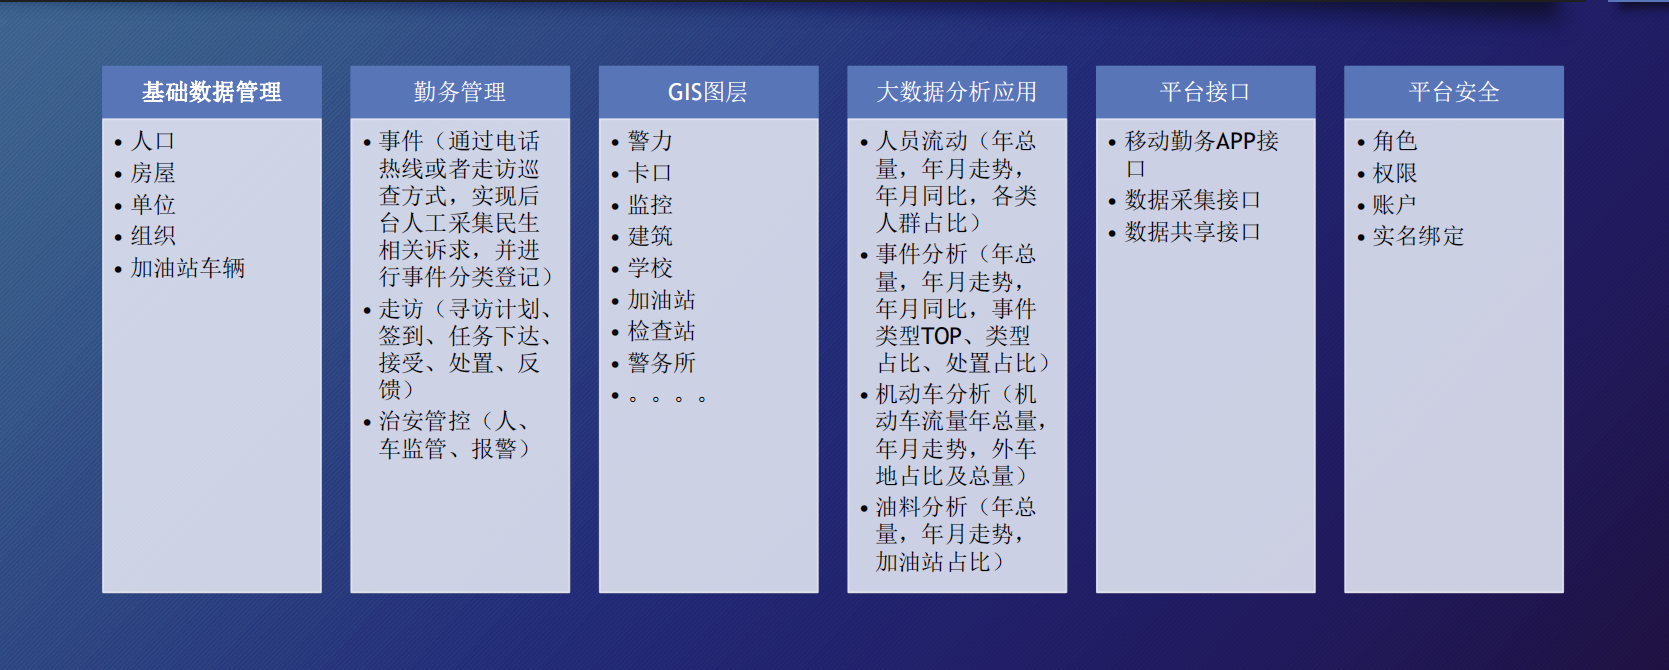 基础数据管理
• 人口
• 房屋
• 单位
• 组织
• 加油站车辆
勤务管理
• 事件（通过电话
热线或者走访巡
查方式，实现后
台人工采集民生
相关诉求，并进
行事件分类登记）
• 走访（寻访计划、
签到、任务下达、
接受、处置、反
馈）
• 治安管控（人、
车监管、报警）
GIS图层
• 警力
• 卡口
• 监控
• 建筑
• 学校
• 加油站
• 检查站
• 警务所
• 。。。。
大数据分析应用
• 人员流动（年总
量，年月走势，
年月同比，各类
人群占比）
• 事件分析（年总
量，年月走势，
年月同比，事件
类型TOP、类型
占比、处置占比）
• 机动车分析（机
动车流量年总量，
年月走势，外车
地占比及总量）
• 油料分析（年总
量，年月走势，
加油站占比）
平台接口
• 移动勤务APP接
口
• 数据采集接口
• 数据共享接口
平台安全
• 角色
• 权限
• 账户
• 实名绑定